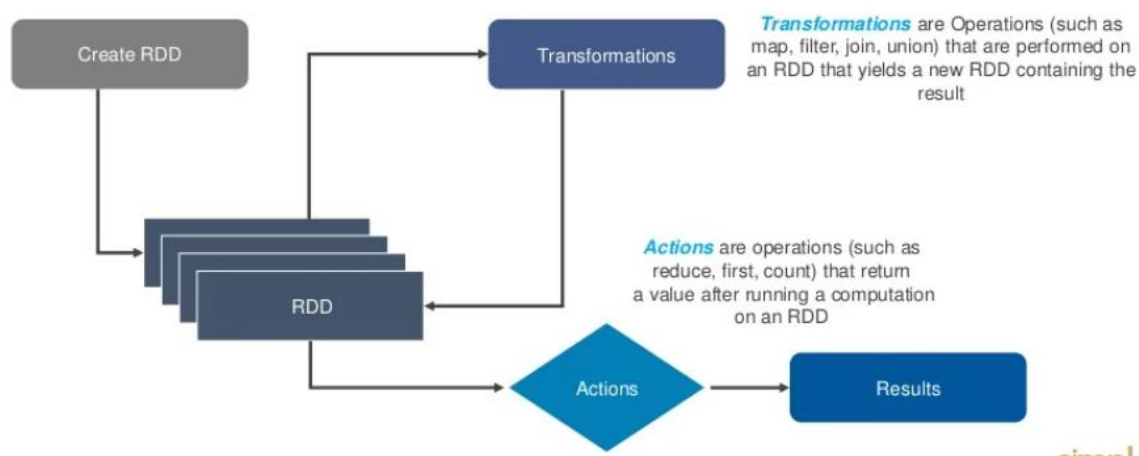 Create RDD
Transformations
Transformations are Operations (such as
map, filter, join, union) that are performed on
an RDD that yields a new RDD containing the
result
Actions are operations (such as
reduce, first, count) that return
a value after running a computation
on an RDD
RDD
Actions
Results